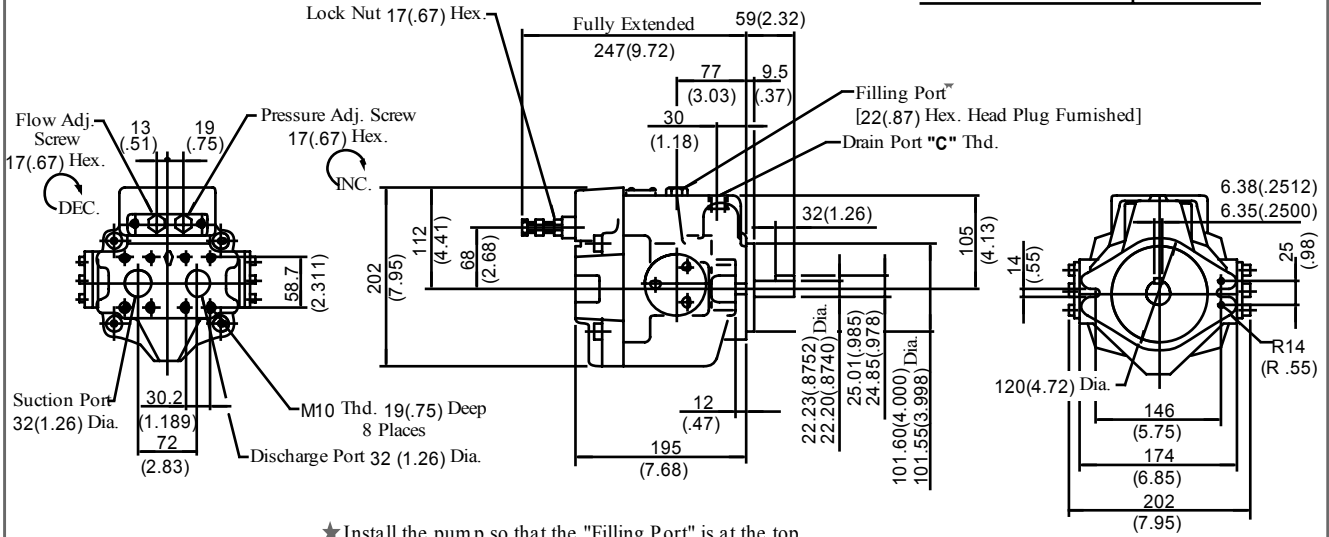 Lock Nut 17(.67) Hex.
Fully Extended
247(9.72)
59(2.32)
77
(3.03)
9.5
(.37)
30
(1.18)
Filling Port★
[22(.87) Hex. Head Plug Furnished]
Drain Port "C" Thd.
Flow Adj.
Screw
17(.67) Hex.
DEC.
13
(.51)
19
(.75)
Pressure Adj. Screw
17(.67) Hex.
INC.
202
(7.95)
112
(4.41)
68
(2.68)
32(1.26)
105
(4.13)
58.7
(2.311)
Suction Port
32(1.26) Dia.
30.2
(1.189)
72
(2.83)
M10 Thd. 19(.75) Deep
8 Places
Discharge Port 32 (1.26) Dia.
12
(.47)
195
(7.68)
22.23(.8752)
22.20(.8740) Dia.
25.01(.985)
24.85(.978)
101.60(4.000)
101.55(3.998) Dia.
6.38(.2512)
6.35(.2500)
14
(.55)
25
(.98)
R14
(R .55)
120(4.72) Dia.
146
(5.75)
174
(6.85)
202
(7.95)
★Install the pump so that the "Filling Port" is at the top.